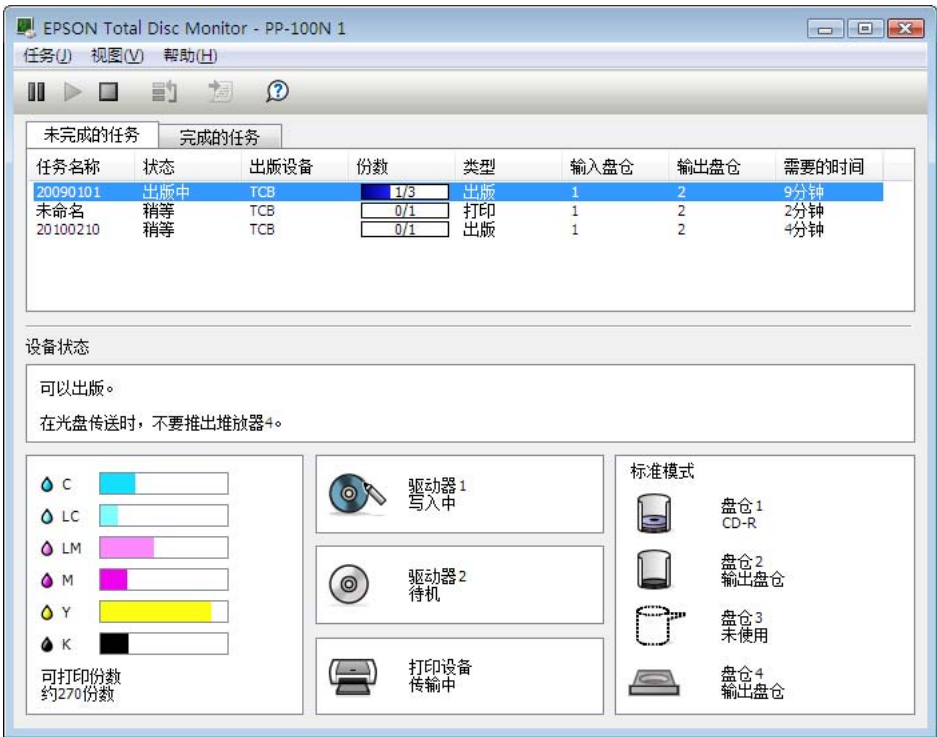 EPSON Total Disc Monitor - PP-100N 1
任务(J) 视图(V) 帮助(H)
未完成的任务 完成的任务
任务名称 状态 出版设备 份数 类型 输入盘仓 输出盘仓 需要的时间
20090101 出版中 TCB 1/3 出版 1 2 9分钟
未命名 稍等 TCB 0/1 打印 1 2 2分钟
20100210 稍等 TCB 0/1 出版 1 2 4分钟
设备状态
可以出版。
在光盘传送时，不要推出堆放器4。
C
LC
LM
M
Y
K
可打印份数
约270份数
驱动器1
写入中
驱动器2
待机
打印设备
传输中
标准模式
盘仓1
CD-R
盘仓2
输出盘仓
盘仓3
未使用
盘仓4
输出盘仓